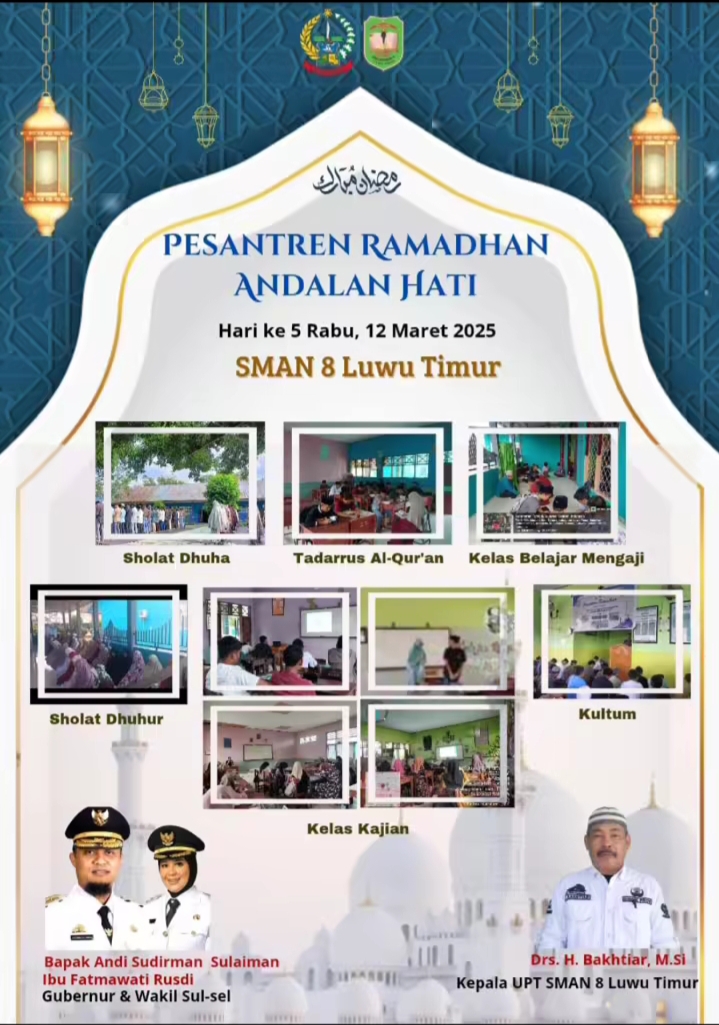 رمضان مبارك
Pesantren Ramadhan
Andalan Hati
Hari ke 5 Rabu, 12 Maret 2025
SMAN 8 Luwu Timur
Sholat Dhuha
Tadarrus Al-Qur'an
Kelas Belajar Mengaji
Sholat Dhuhur
Kultum
Kelas Kajian
Bapak Andi Sudirman Sulaiman
Ibu Fatmawati Rusdi
Gubernur & Wakil Sul-sel
Drs. H. Bakhtiar, M.Si
Kepala UPT SMAN 8 Luwu Timur